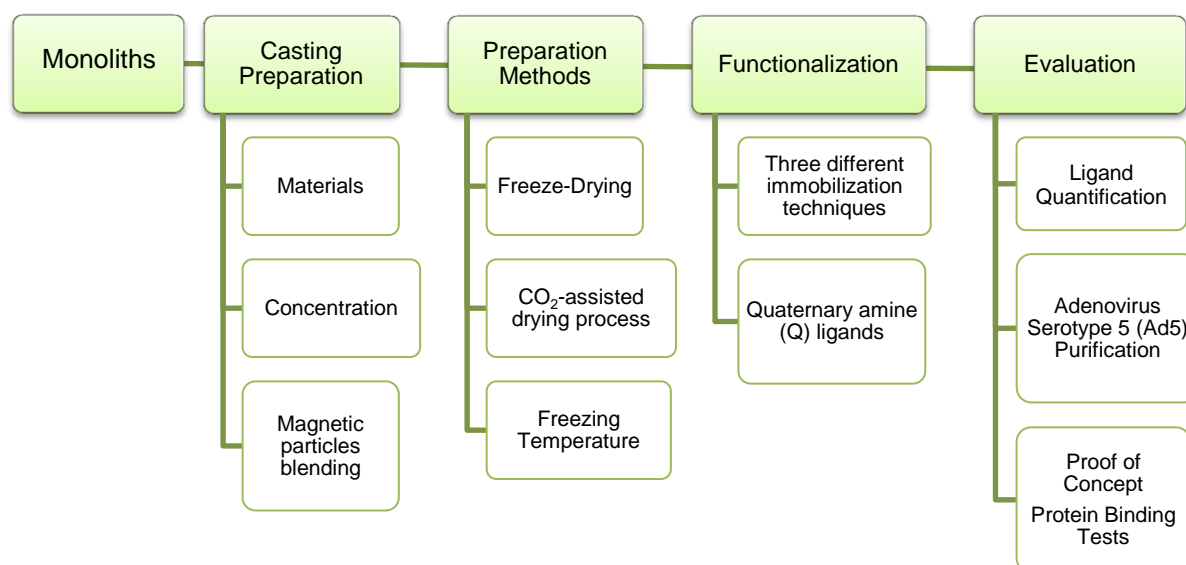 Monoliths
Casting
Preparation
Materials
Concentration
Magnetic
particles
blending
Preparation
Methods
Freeze-Drying
CO₂-assisted
drying process
Freezing
Temperature
Functionalization
Three different
immobilization
techniques
Quaternary amine
(Q) ligands
Evaluation
Ligand
Quantification
Adenovirus
Serotype 5 (Ad5)
Purification
Proof of
Concept
Protein Binding
Tests